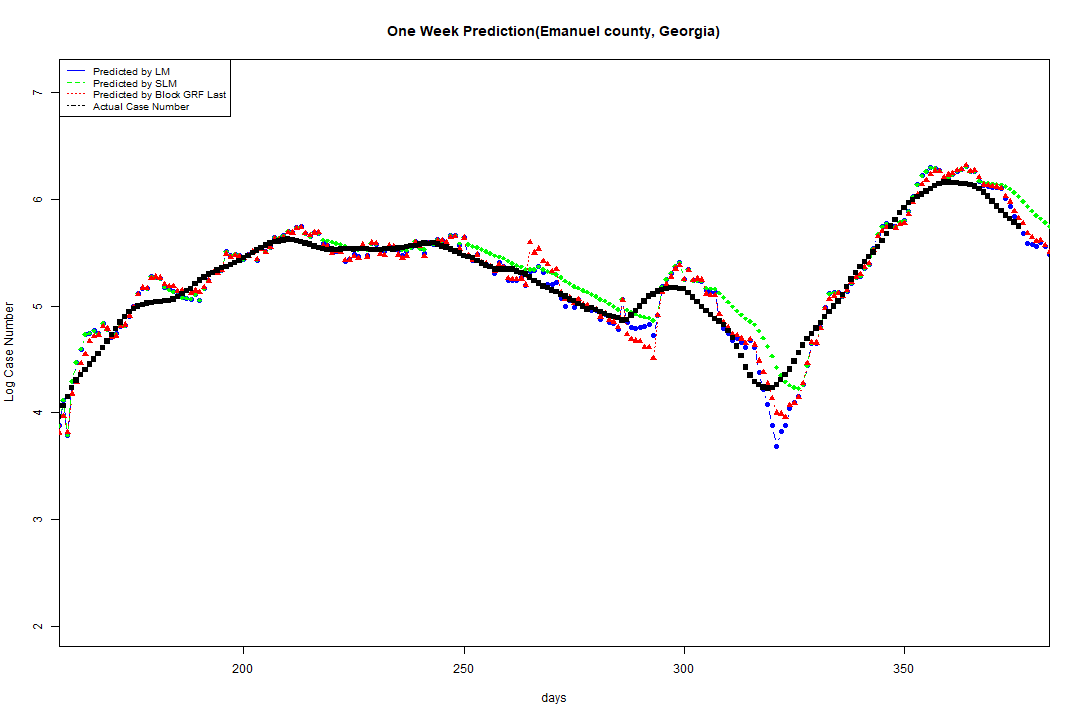 One Week Prediction(Emanuel county, Georgia)
Predicted by LM
Predicted by SLM
Predicted by Block GRF Last
Actual Case Number
7
6
5
4
3
2
Log Case Number
200 250 300 350
days